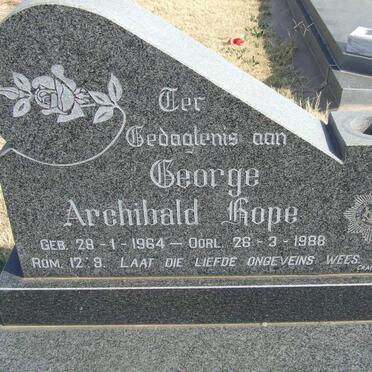 Ter
Gedagtenis aan
George
Archibald Kope
GEB. 28-1-1964 — OORL. 26-3-1988
ROM. 12:9. LAAT DIE LIEFDE ONGEVEINS WEES.